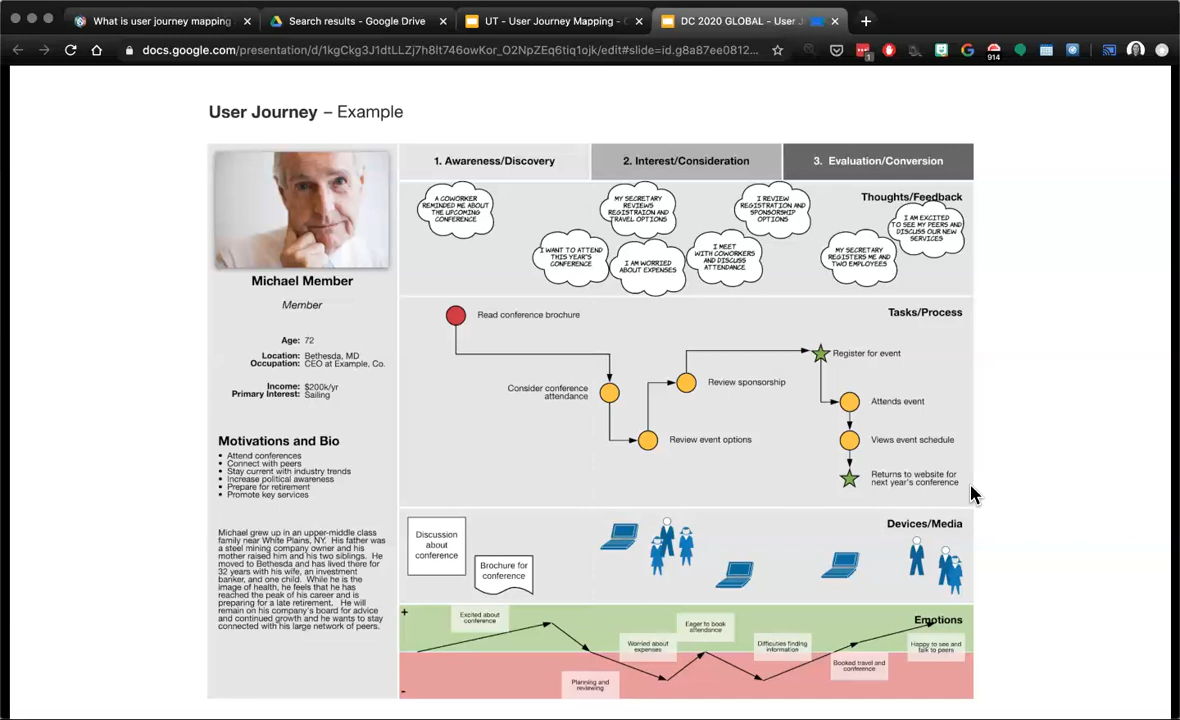 What is user journey mapping
Search results - Google Drive
UT - User Journey Mapping -
DC 2020 GLOBAL - User J
docs.google.com/presentation/d/1kgCkg3J1dtLLZj7h8lt746owKor_O2NpZEq6tiq1ojk/edit#slide=id.g8a87ee0812...
1
914
User Journey – Example
1. Awareness/Discovery
2. Interest/Consideration
3. Evaluation/Conversion
Michael Member
Member
Age: 72
Location: Bethesda, MD
Occupation: CEO at Example, Co.
Income: $200k/yr
Primary Interest: Sailing
Motivations and Bio
• Attend conferences
• Connect with peers
• Stay current with industry trends
• Increase political awareness
• Prepare for retirement
• Promote key services
Michael grew up in an upper-middle class
family near White Plains, NY. His father was
a steel mining company owner and his
mother raised him and his two siblings. He
moved to Bethesda and has lived there for
32 years with his wife, an investment
banker, and one child. While he is the
image of health, he feels that he has
reached the peak of his career and is
preparing for a late retirement. He will
remain on his company's board for advice
and continued growth and he wants to stay
connected with his large network of peers.
Thoughts/Feedback
A COWORKER
REMINDED ME ABOUT
THE UPCOMING
CONFERENCE
I WANT TO ATTEND
THIS YEAR'S
CONFERENCE
MY SECRETARY
REVIEWS
REGISTRAION AND
TRAVEL OPTIONS
I AM WORRIED
ABOUT EXPENSES
I MEET
WITH COWORKERS
AND DISCUSS
ATTENDANCE
I REVIEW
REGISTRATION AND
SPONSORSHIP
OPTIONS
MY SECRETARY
REGISTERS ME AND
TWO EMPLOYEES
I AM EXCITED
TO SEE MY PEERS AND
DISCUSS OUR NEW
SERVICES
Tasks/Process
Read conference brochure
Consider conference
attendance
Review event options
Review sponsorship
Register for event
Attends event
Views event schedule
Returns to website for
next year's conference
Devices/Media
Discussion
about
conference
Brochure for
conference
Emotions
+
-
Excited about
conference
Planning and
reviewing
Worried about
expenses
Eager to book
attendance
Difficulties finding
information
Booked travel and
conference
Happy to see and
talk to peers